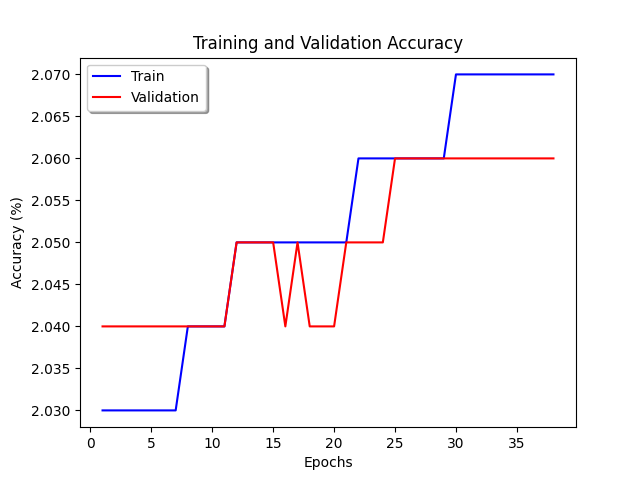 Training and Validation Accuracy
Train
Validation
2.070
2.065
2.060
2.055
2.050
2.045
2.040
2.035
2.030
Accuracy (%)
0 5 10 15 20 25 30 35
Epochs